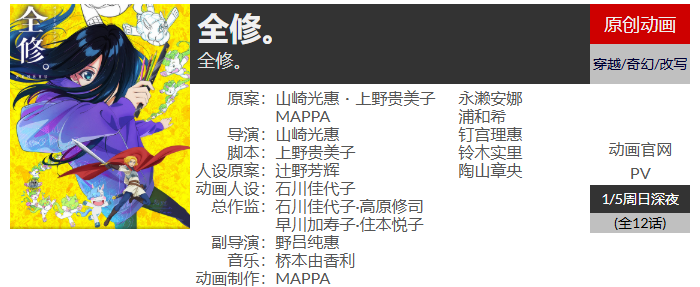 全修。
全修。
全修。
原创动画
穿越/奇幻/改写
原案：山崎光惠·上野贵美子
MAPPA
导演：山崎光惠
脚本：上野贵美子
人设原案：辻野芳辉
动画人设：石川佳代子
总作监：石川佳代子·高原修司
早川加寿子·住本悦子
副导演：野吕纯惠
音乐：桥本由香利
动画制作：MAPPA
永濑安娜
浦和希
钉宫理惠
铃木实里
陶山章央
动画官网
PV
1/5周日深夜
(全12话)